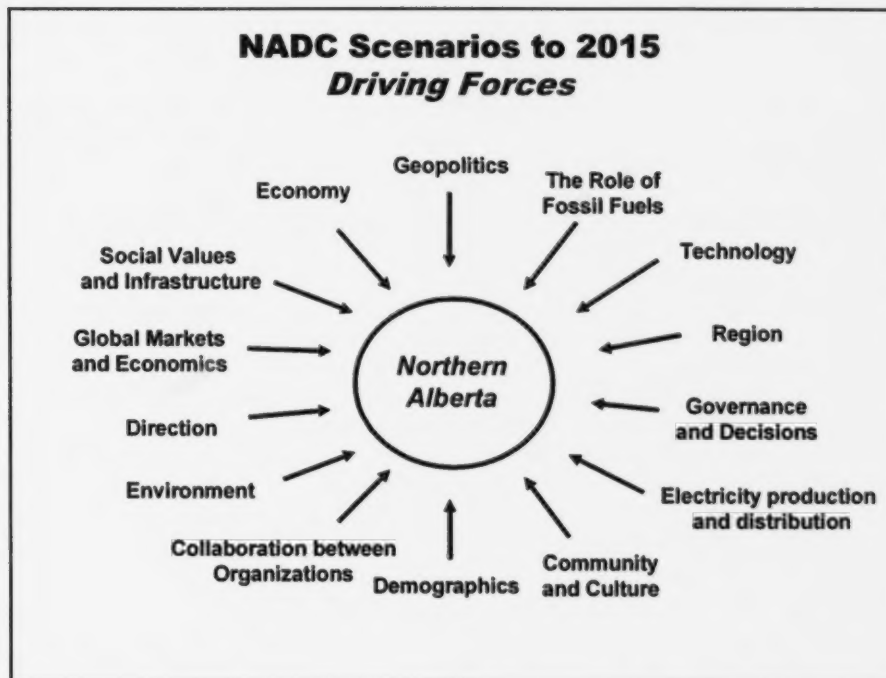 NADC Scenarios to 2015
Driving Forces
Geopolitics
The Role of
Fossil Fuels
Technology
Region
Governance
and Decisions
Electricity production
and distribution
Community
and Culture
Demographics
Collaboration between
Organizations
Environment
Direction
Global Markets
and Economics
Social Values
and Infrastructure
Economy
Northern
Alberta